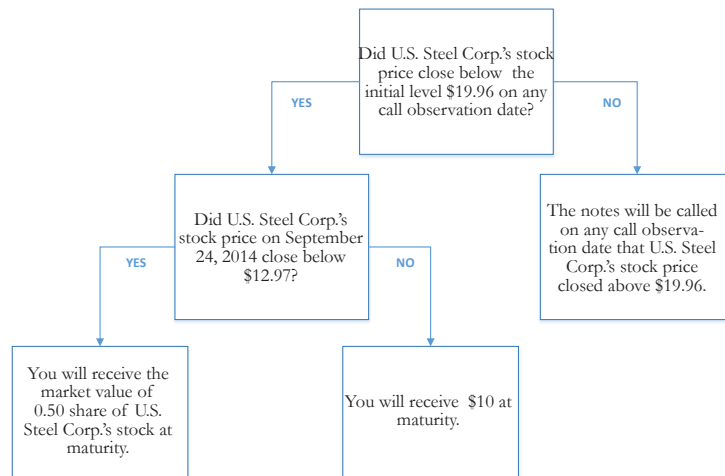 Did U.S. Steel Corp.'s stock
price close below the
initial level $19.96 on any
call observation date?
YES
NO
Did U.S. Steel Corp.'s
stock price on September
24, 2014 close below
$12.97?
The notes will be called
on any call observa-
tion date that U.S. Steel
Corp.'s stock price
closed above $19.96.
YES
NO
You will receive the
market value of
0.50 share of U.S.
Steel Corp.'s stock at
maturity.
You will receive $10 at
maturity.